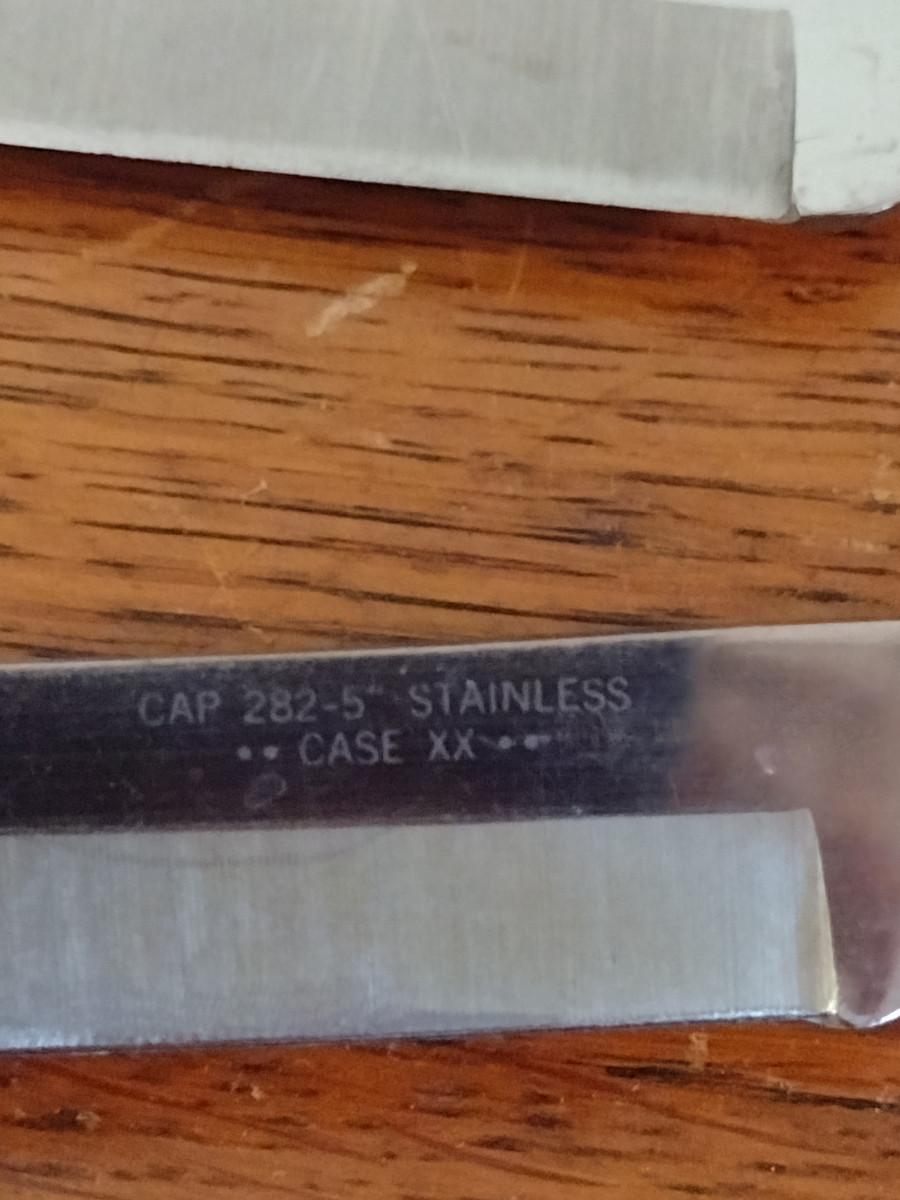 CAP 282-5" STAINLESS
•• CASE XX ••